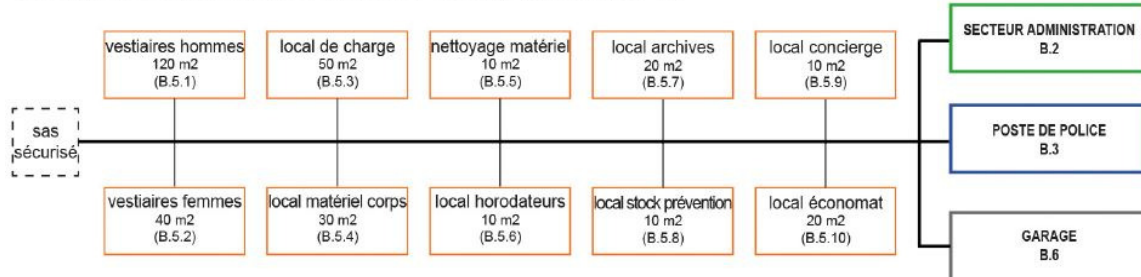 vestiaires hommes
120 m2
(B.5.1)
local de charge
50 m2
(B.5.3)
nettoyage matériel
10 m2
(B.5.5)
local archives
20 m2
(B.5.7)
local concierge
10 m2
(B.5.9)
SECTEUR ADMINISTRATION
B.2
sas
sécurisé
POSTE DE POLICE
B.3
vestiaires femmes
40 m2
(B.5.2)
local matériel corps
30 m2
(B.5.4)
local horodateurs
10 m2
(B.5.6)
local stock prévention
10 m2
(B.5.8)
local économat
20 m2
(B.5.10)
GARAGE
B.6